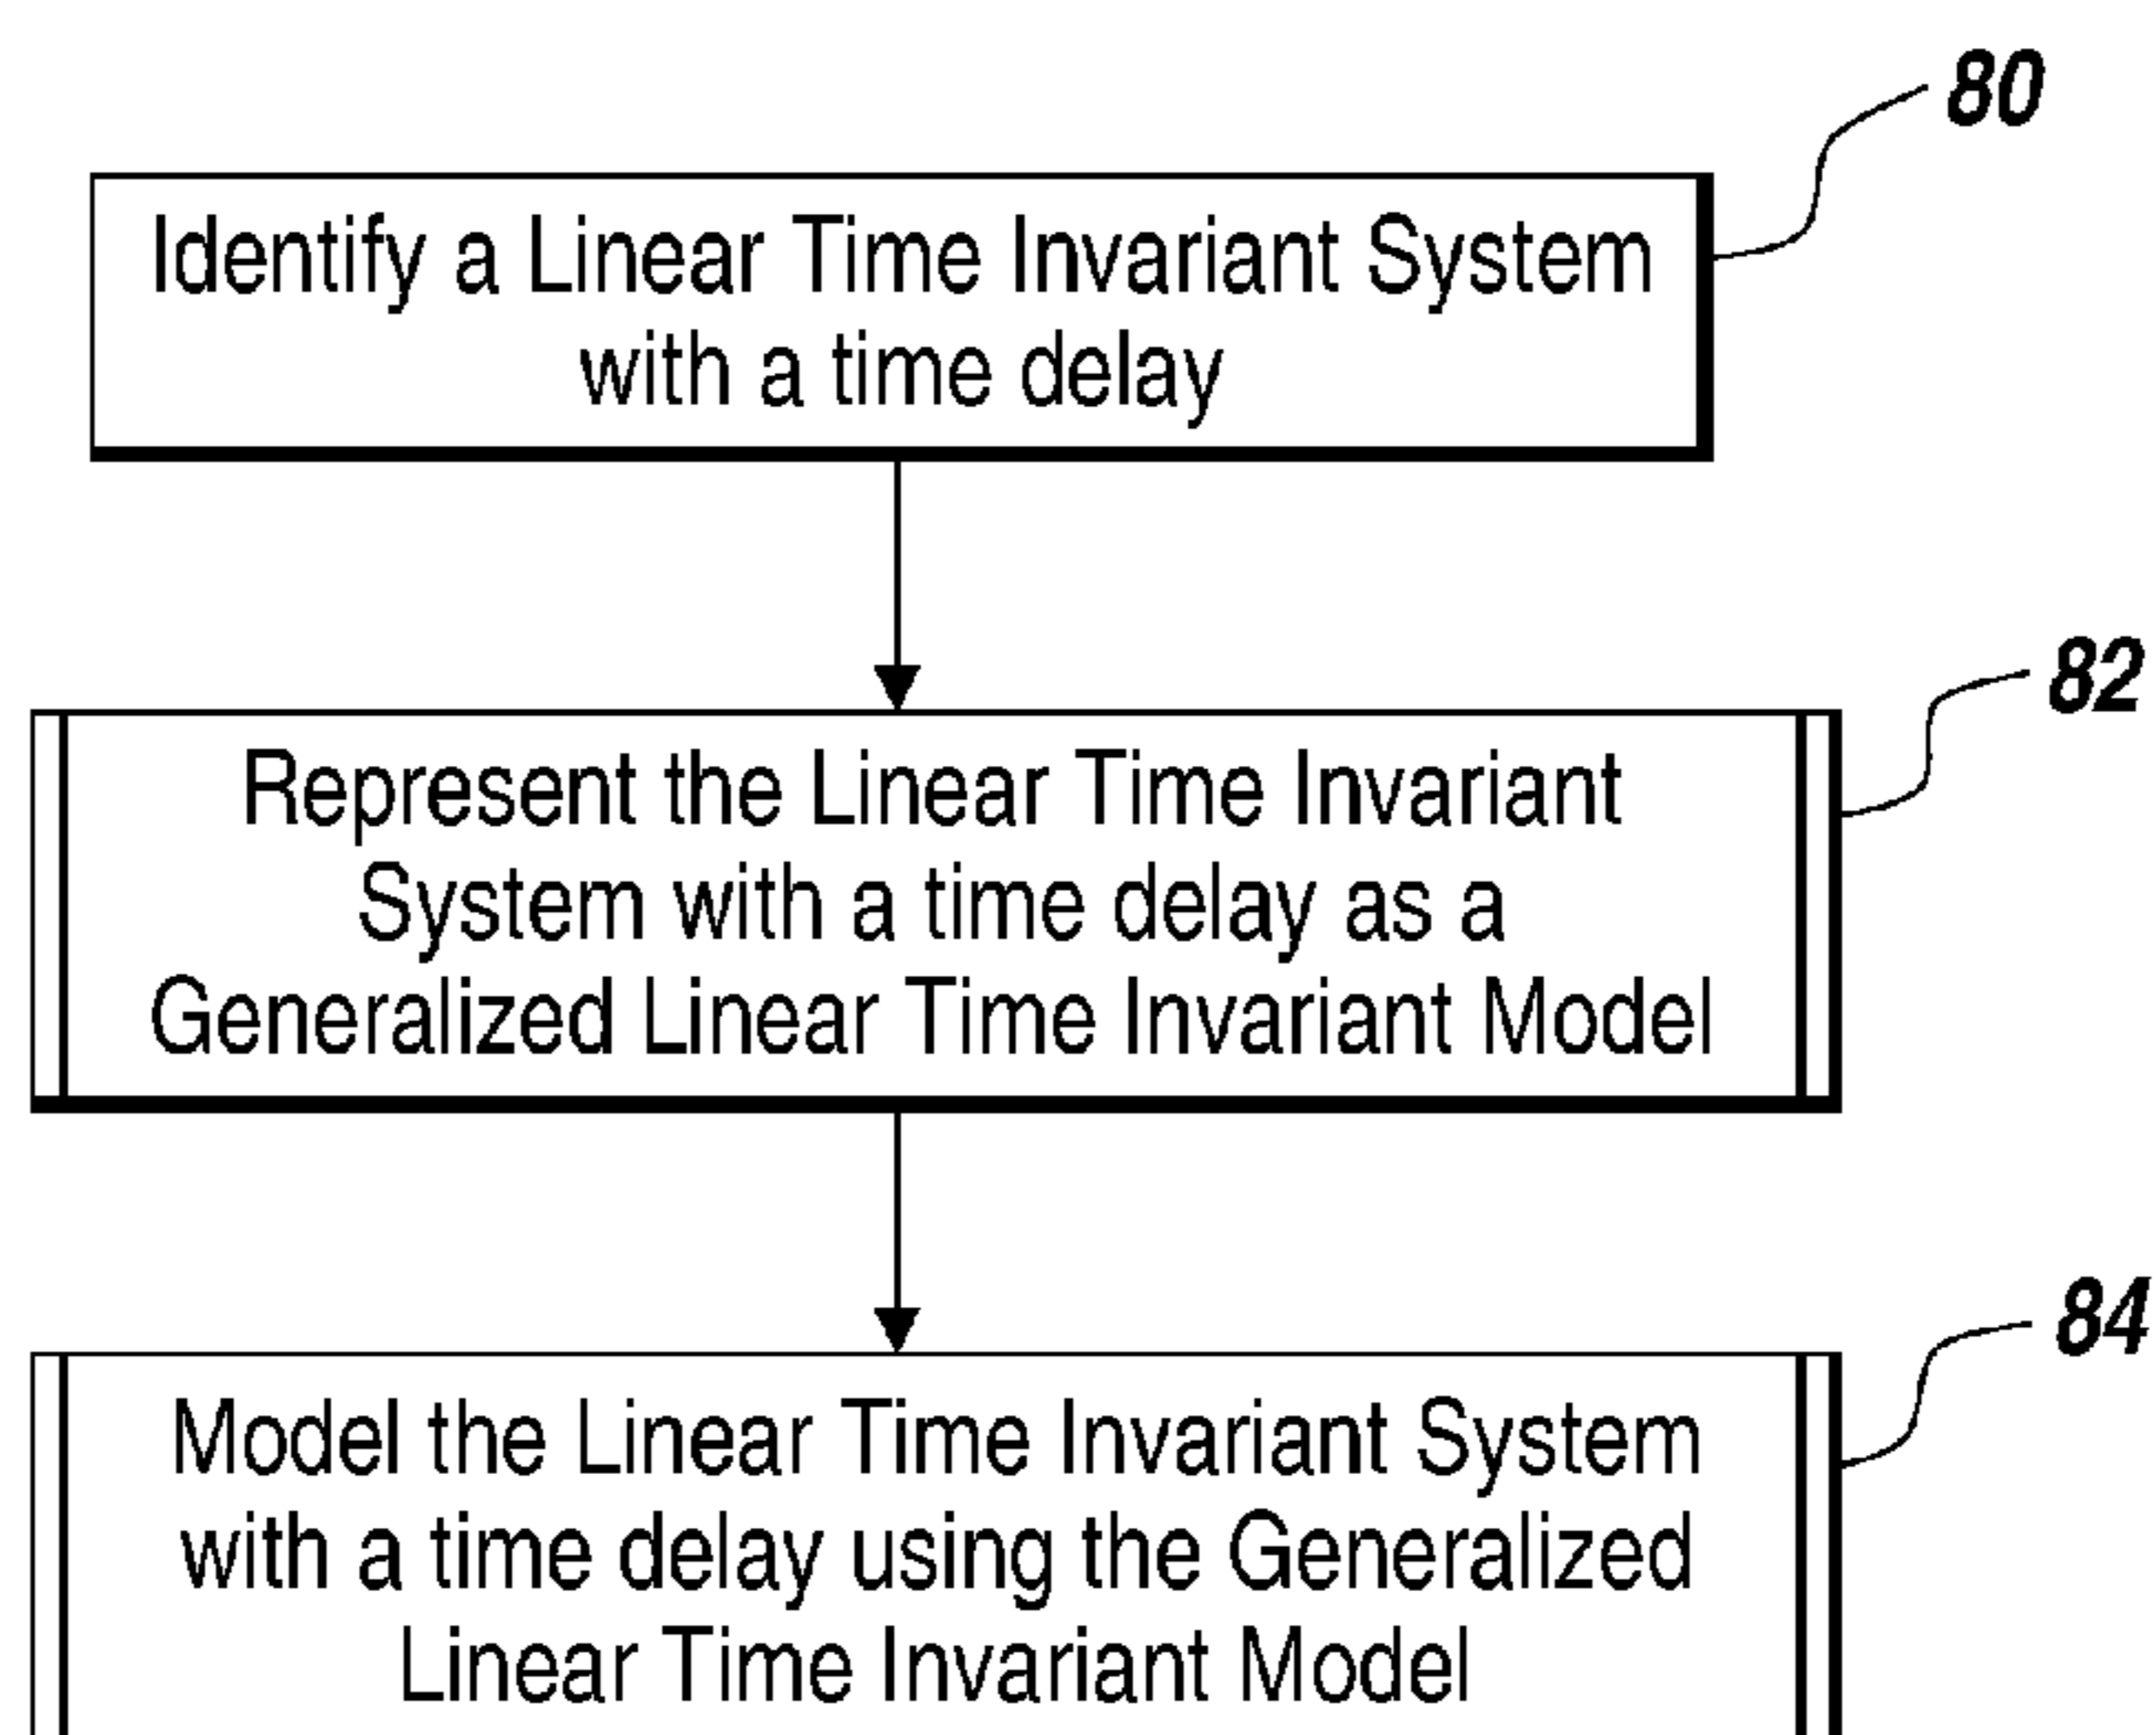 80
Identify a Linear Time Invariant System
with a time delay
82
Represent the Linear Time Invariant
System with a time delay as a
Generalized Linear Time Invariant Model
84
Model the Linear Time Invariant System
with a time delay using the Generalized
Linear Time Invariant Model